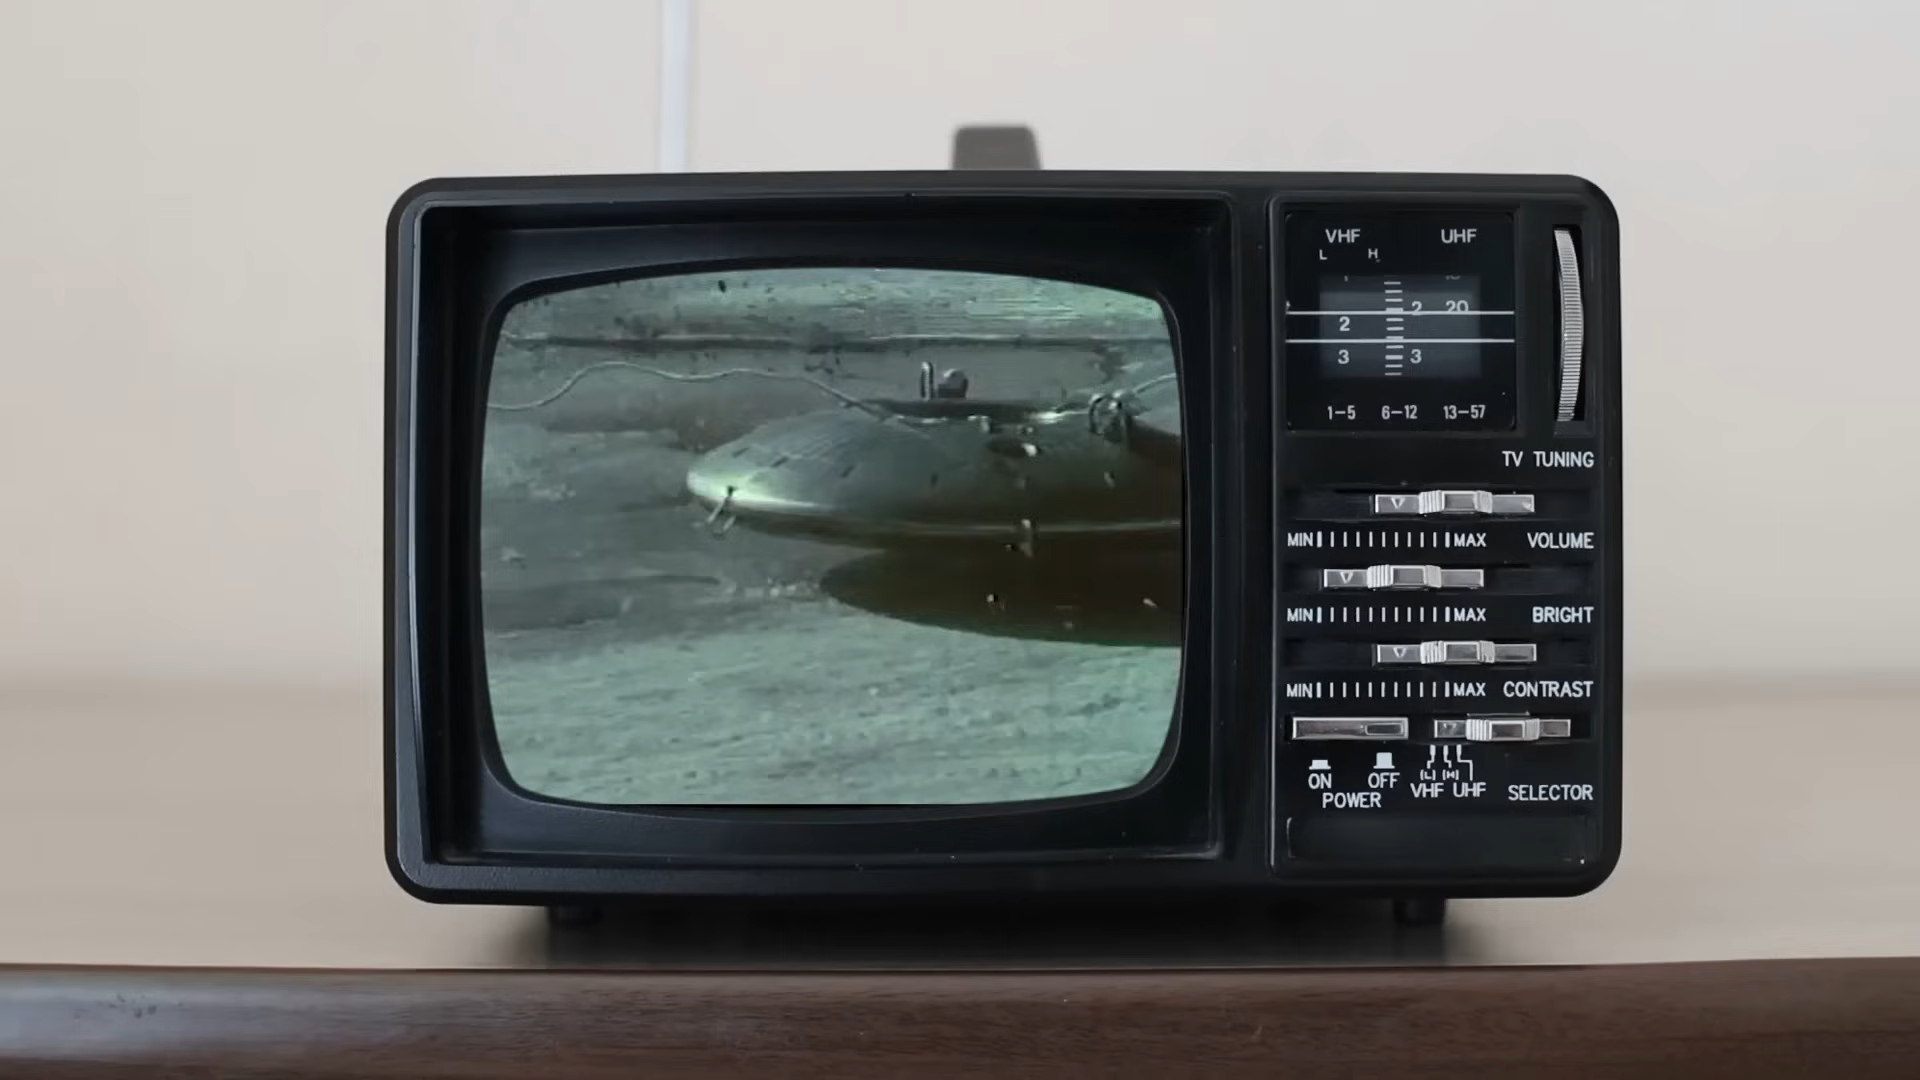 VHF UHF
L H
2 20
2
3 3
1-5 6-12 13-57
TV TUNING
MIN MAX VOLUME
MIN MAX BRIGHT
MIN MAX CONTRAST
ON OFF
POWER
(L) (H)
VHF UHF
SELECTOR